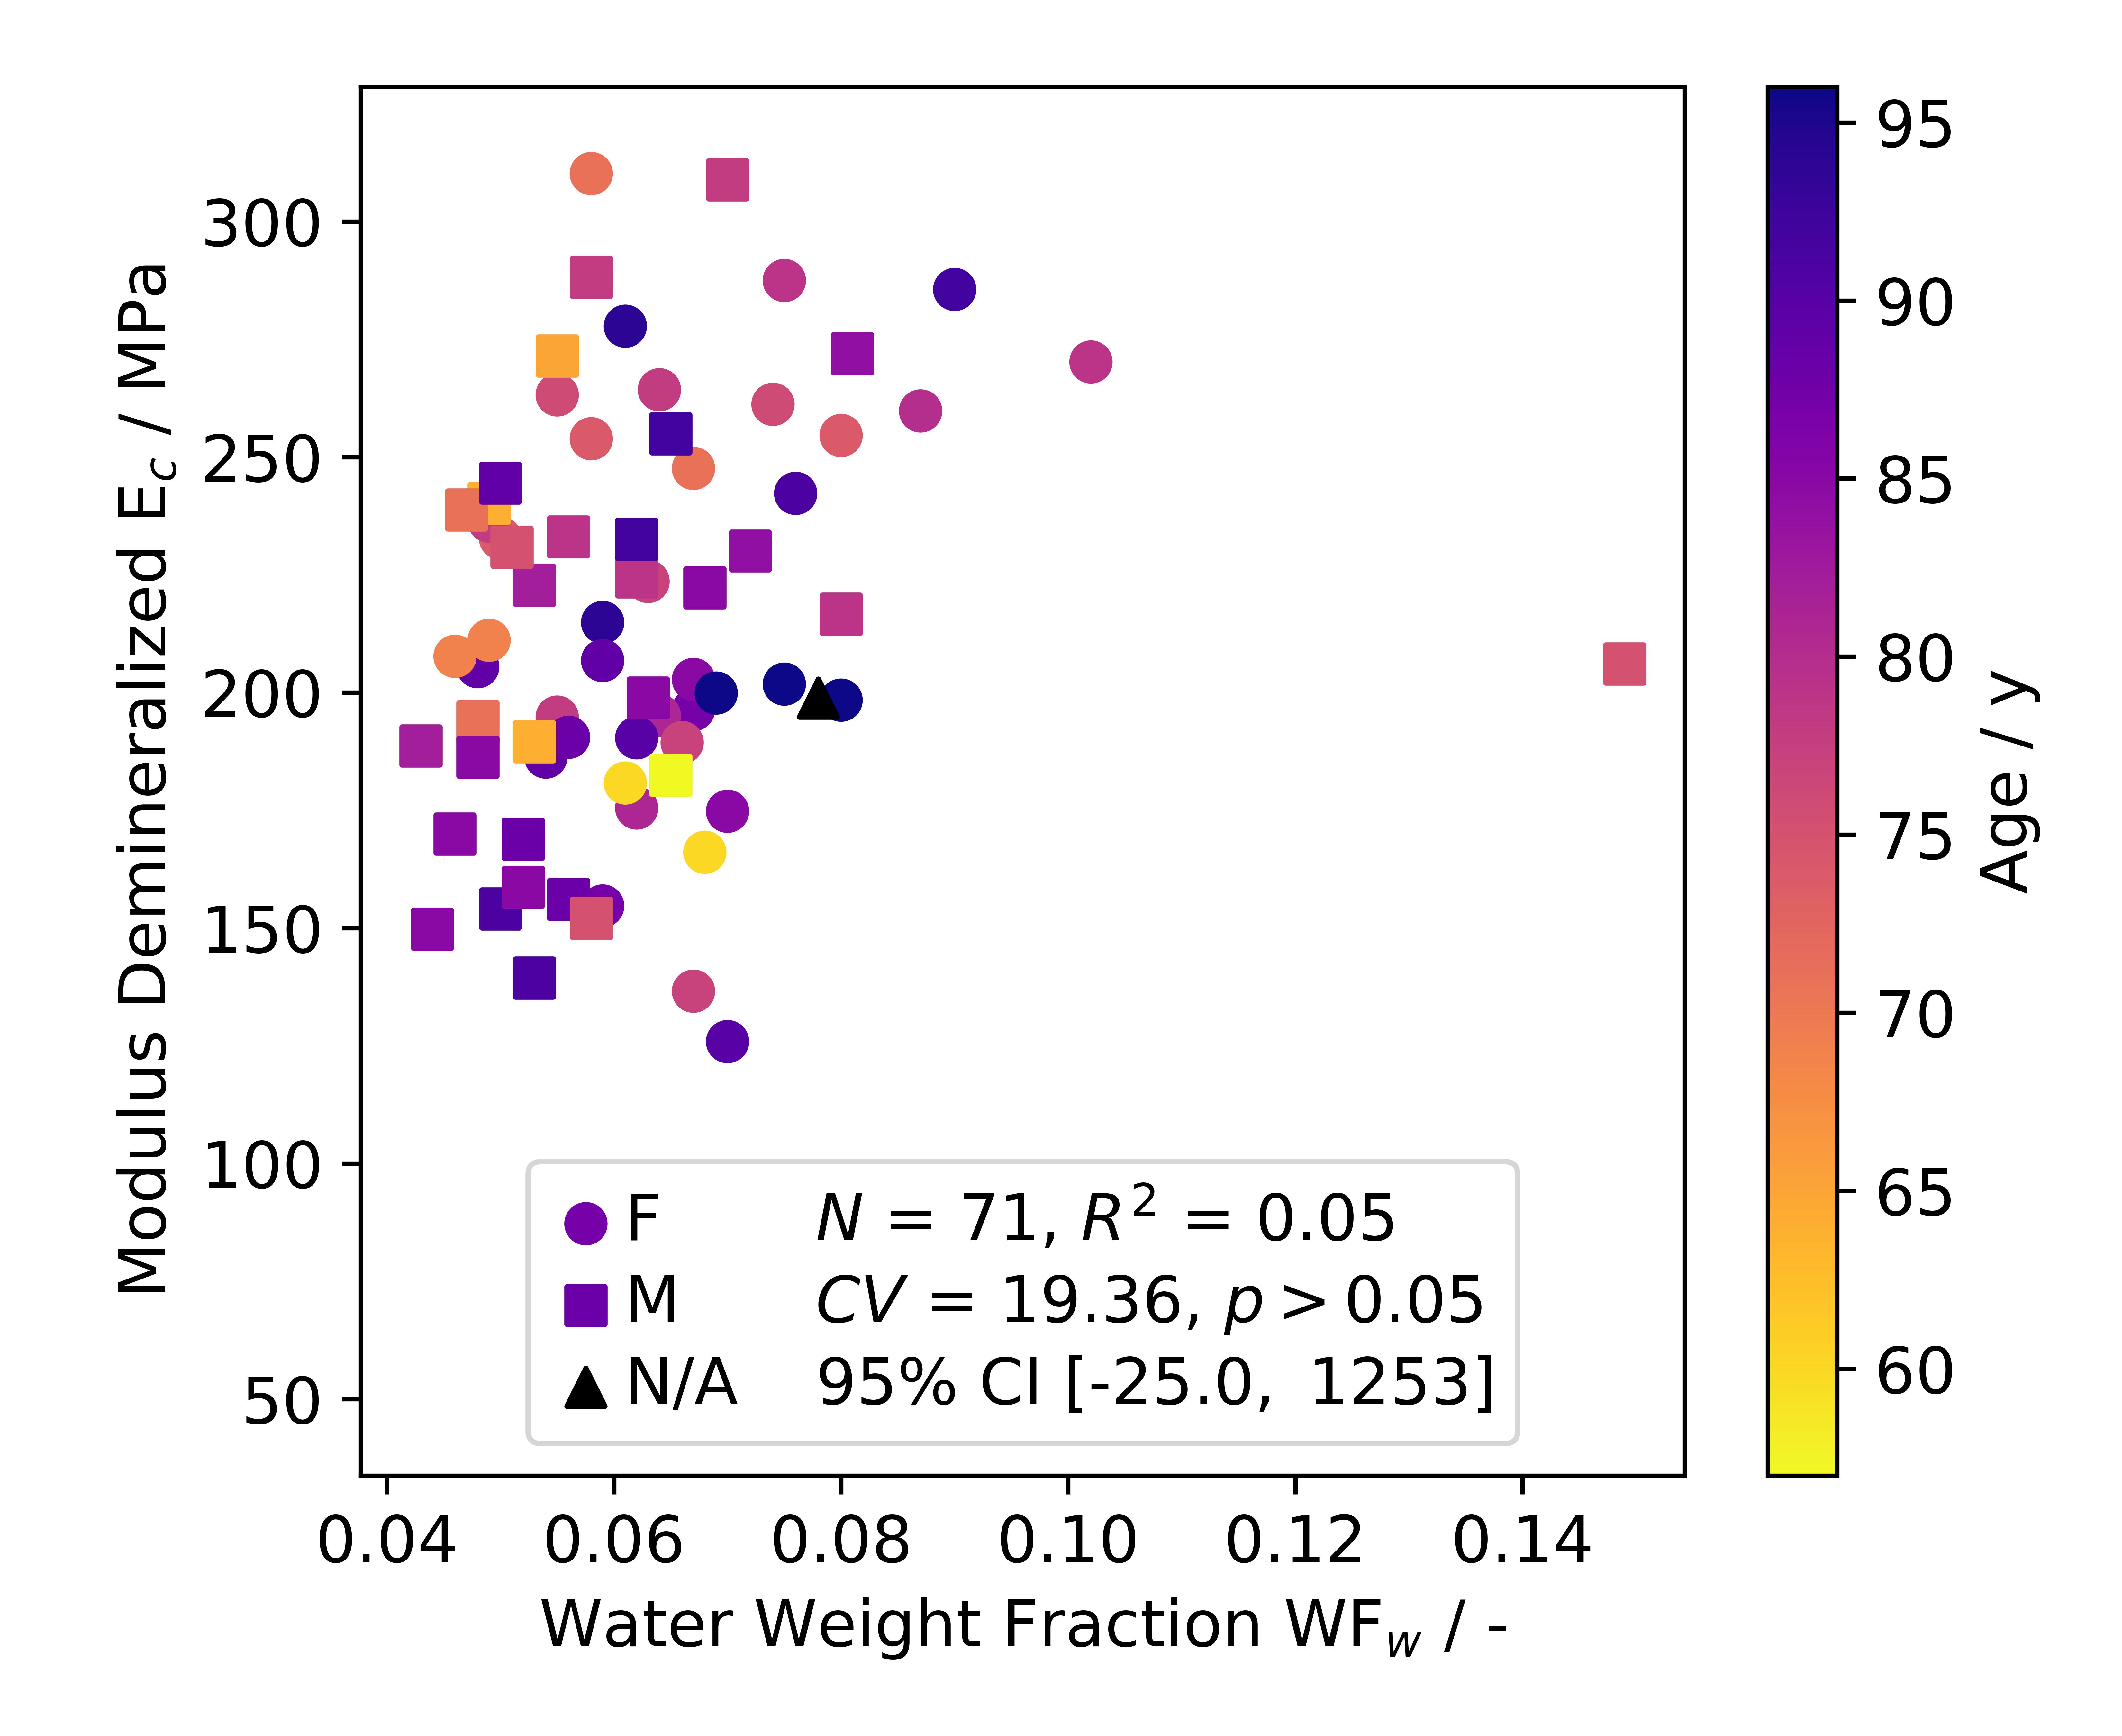 Modulus Demineralized E_c / MPa
300
250
200
150
100
50
F
M
N/A
N = 71, R² = 0.05
CV = 19.36, p > 0.05
95% CI [-25.0, 1253]
0.04 0.06 0.08 0.10 0.12 0.14
Water Weight Fraction WF_w / -
95
90
85
80
75
70
65
60
Age / y